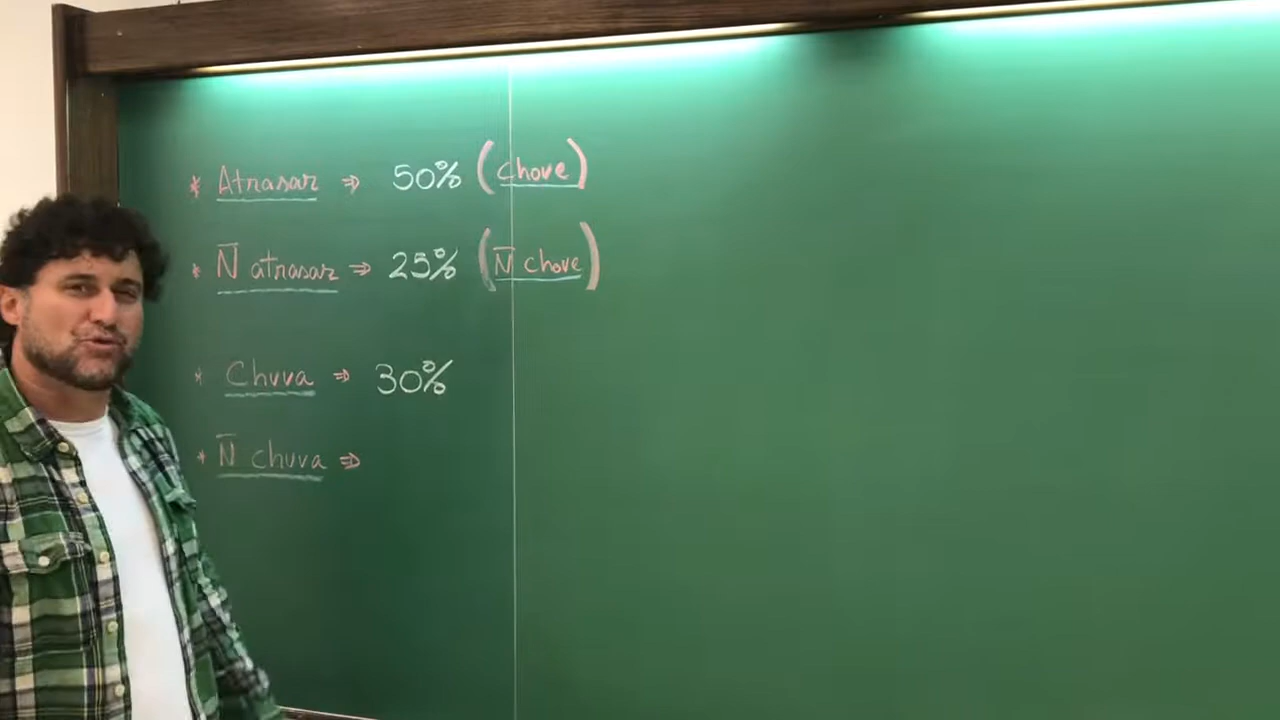 * Atrasar ⇒ 50% (chove)
* N̄ atrasar ⇒ 25% (N̄ chove)
* Chuva ⇒ 30%
* N̄ chuva ⇒